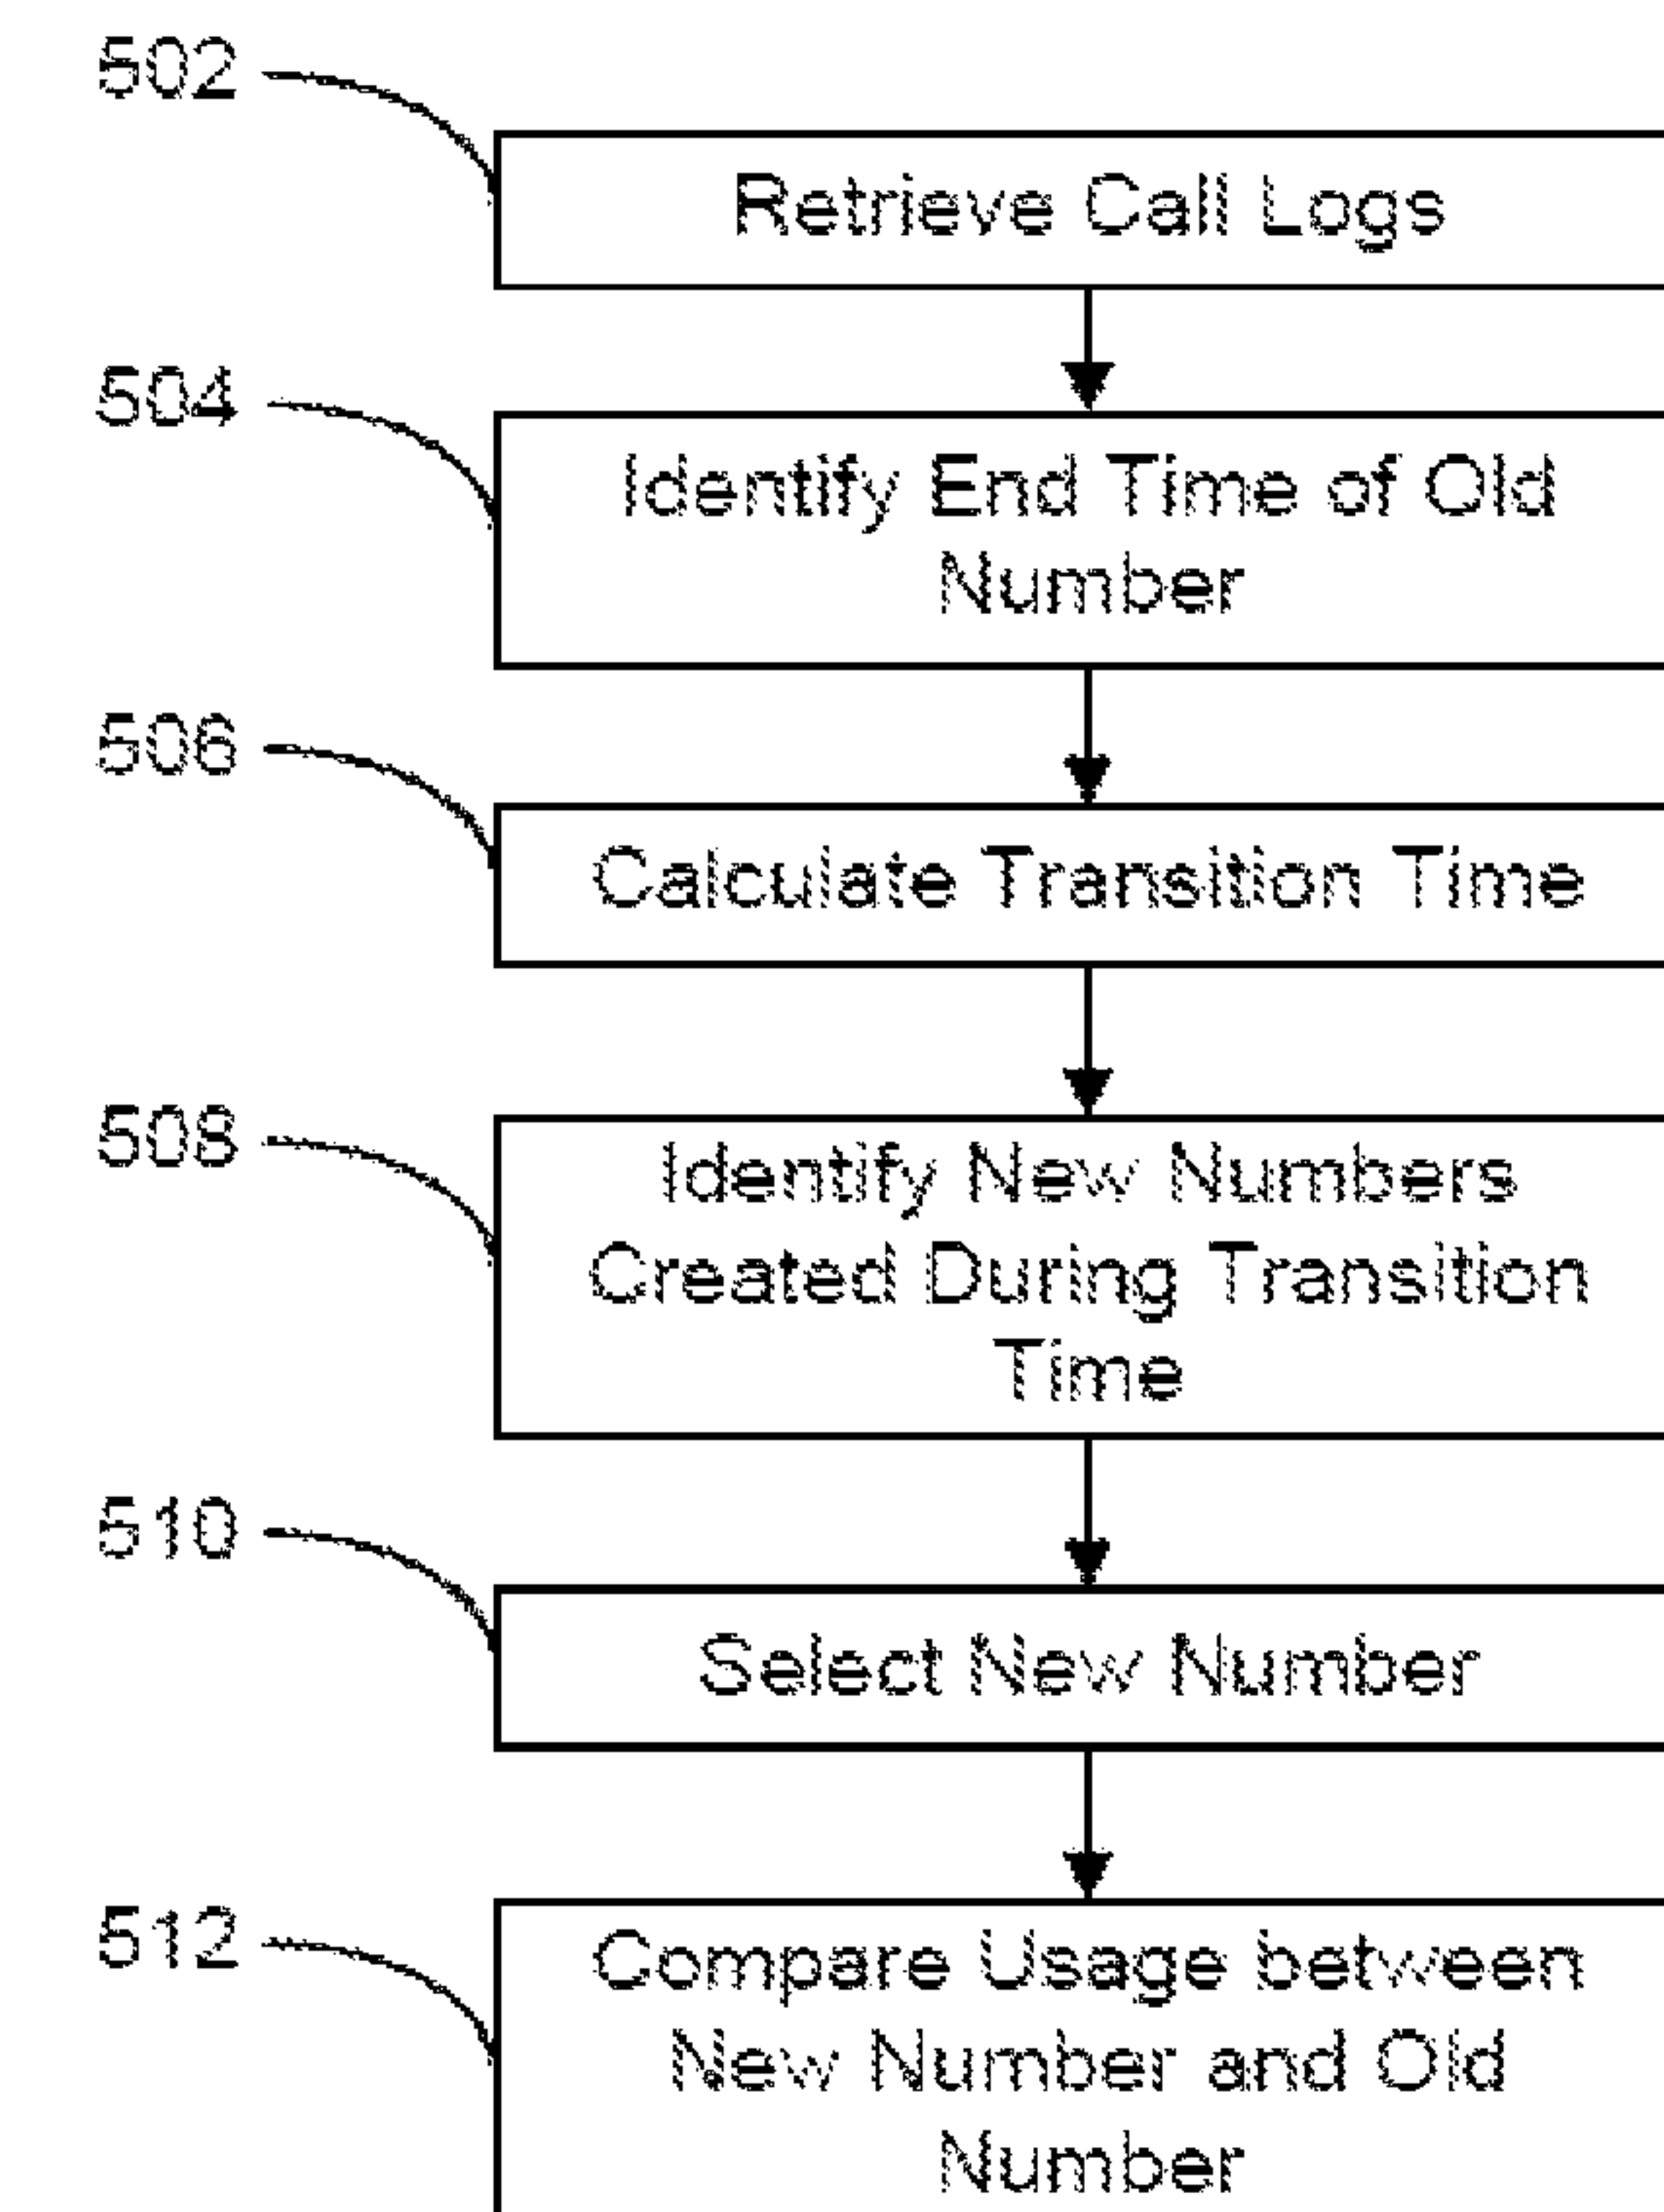 502
Retrieve Call Logs
504
Identify End Time of Old
Number
506
Calculate Transition Time
508
Identify New Numbers
Created During Transition
Time
510
Select New Number
512
Compare Usage between
New Number and Old
Number